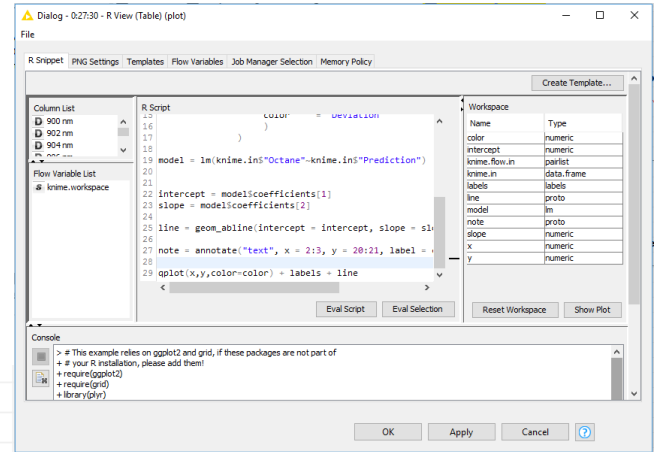 Dialog - 0:27:30 - R View (Table) (plot)
File
R Snippet PNG Settings Templates Flow Variables Job Manager Selection Memory Policy
Create Template...
Column List
D 900 nm
D 902 nm
D 904 nm
Flow Variable List
s knime.workspace
R Script
15 color = "Deviation"
16 )
17 )
18
19 model = lm(knime.in$"Octane"~knime.in$"Prediction")
20
21
22 intercept = model$coefficients[1]
23 slope = model$coefficients[2]
24
25 line = geom_abline(intercept = intercept, slope = slo
26
27 note = annotate("text", x = 2:3, y = 20:21, label =
28
29 qplot(x,y,color=color) + labels + line
Eval Script Eval Selection
Workspace
Name Type
color numeric
intercept numeric
knime.flow.in pairlist
knime.in data.frame
labels labels
line proto
model lm
note proto
slope numeric
x numeric
y numeric
Reset Workspace Show Plot
Console
> # This example relies on ggplot2 and grid, if these packages are not part of
+ # your R installation, please add them!
+ require(ggplot2)
+ require(grid)
+ library(plyr)
OK Apply Cancel ?